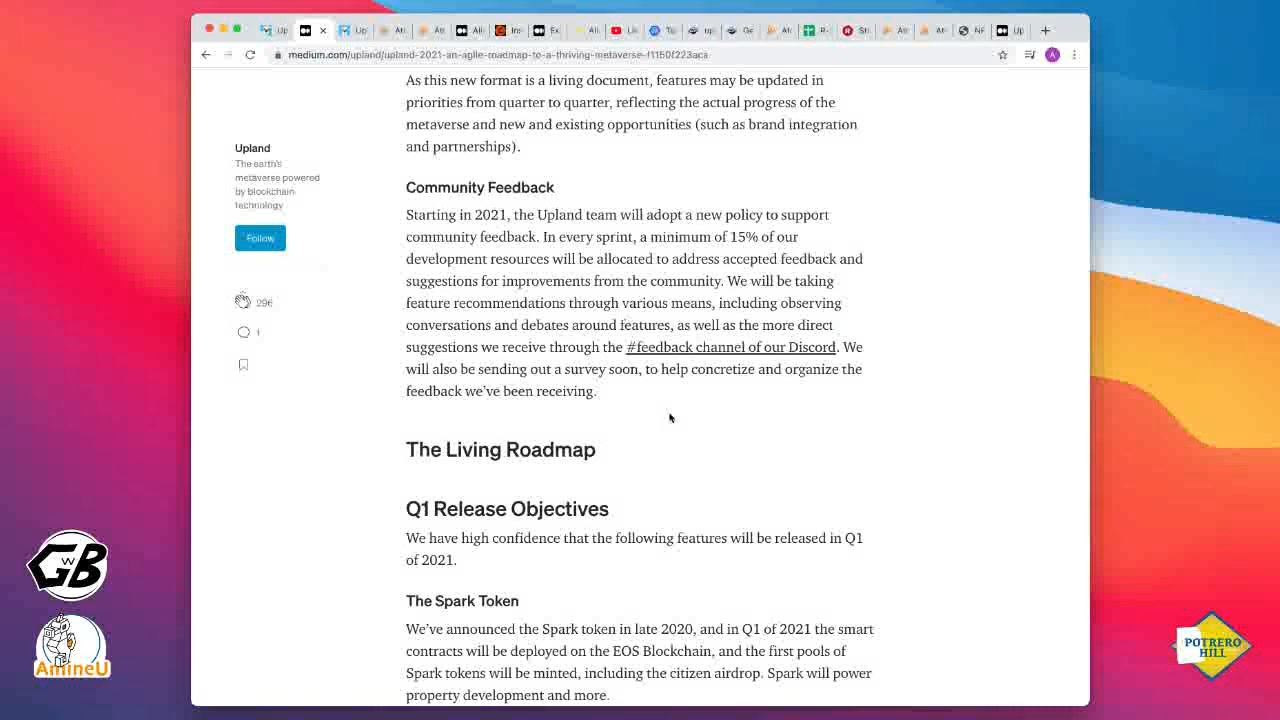 Up
Up
Ati
Ex
Up
medium.com/upland/upland-2021-an-agile-roadmap-to-a-thriving-metaverse-f1150f223aca
A
As this new format is a living document, features may be updated in
priorities from quarter to quarter, reflecting the actual progress of the
metaverse and new and existing opportunities (such as brand integration
and partnerships).
Upland
The earth's
metaverse powered
by blockchain
technology
Follow
296
1
Community Feedback
Starting in 2021, the Upland team will adopt a new policy to support
community feedback. In every sprint, a minimum of 15% of our
development resources will be allocated to address accepted feedback and
suggestions for improvements from the community. We will be taking
feature recommendations through various means, including observing
conversations and debates around features, as well as the more direct
suggestions we receive through the #feedback channel of our Discord. We
will also be sending out a survey soon, to help concretize and organize the
feedback we've been receiving.
The Living Roadmap
Q1 Release Objectives
We have high confidence that the following features will be released in Q1
of 2021.
The Spark Token
We've announced the Spark token in late 2020, and in Q1 of 2021 the smart
contracts will be deployed on the EOS Blockchain, and the first pools of
Spark tokens will be minted, including the citizen airdrop. Spark will power
property development and more.
GWB
AmineU
POTRERO
HILL